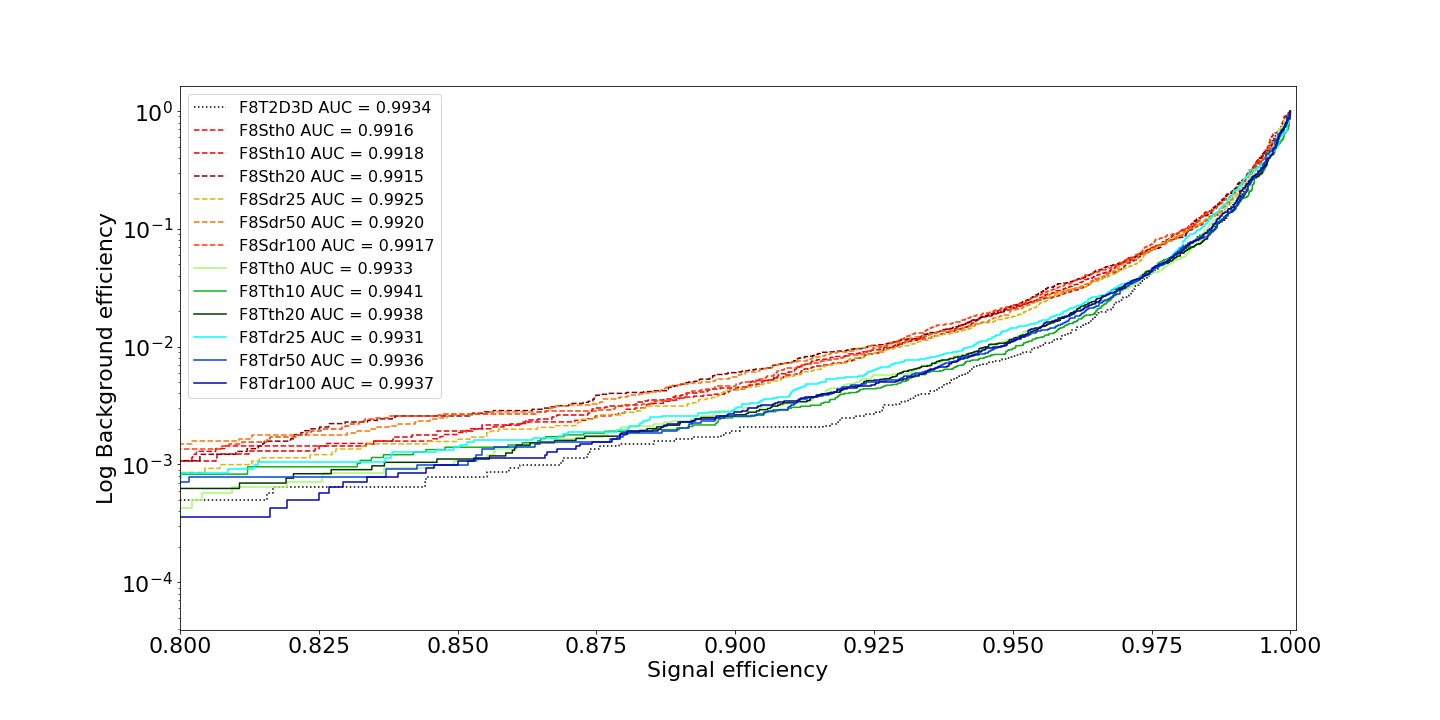 F8T2D3D AUC = 0.9934
F8Sth0 AUC = 0.9916
F8Sth10 AUC = 0.9918
F8Sth20 AUC = 0.9915
F8Sdr25 AUC = 0.9925
F8Sdr50 AUC = 0.9920
F8Sdr100 AUC = 0.9917
F8Tth0 AUC = 0.9933
F8Tth10 AUC = 0.9941
F8Tth20 AUC = 0.9938
F8Tdr25 AUC = 0.9931
F8Tdr50 AUC = 0.9936
F8Tdr100 AUC = 0.9937
Log Background efficiency
10⁰
10⁻¹
10⁻²
10⁻³
10⁻⁴
0.800 0.825 0.850 0.875 0.900 0.925 0.950 0.975 1.000
Signal efficiency